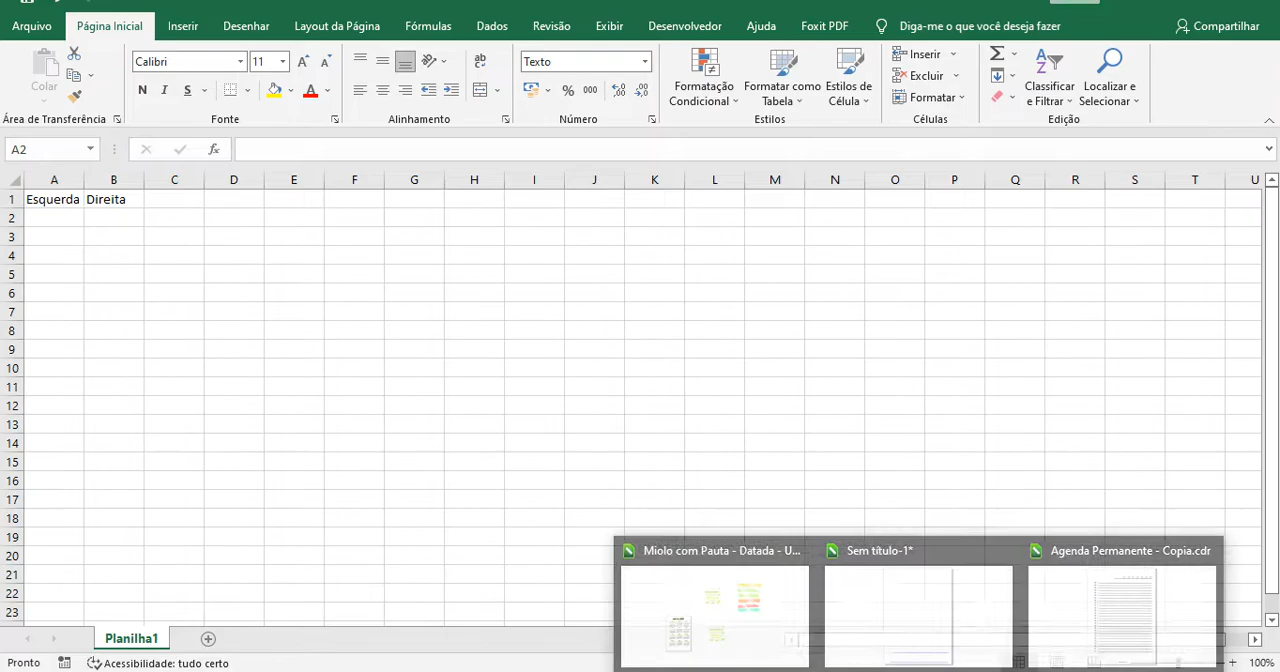 Arquivo Página Inicial Inserir Desenhar Layout da Página Fórmulas Dados Revisão Exibir Desenvolvedor Ajuda Foxit PDF Diga-me o que você deseja fazer Compartilhar
Colar
Calibri 11
N I S A
ab
Texto
% 000
Formatação Condicional
Formatar como Tabela
Estilos de Célula
Inserir
Excluir
Formatar
Classificar e Filtrar
Localizar e Selecionar
Área de Transferência Fonte Alinhamento Número Estilos Células Edição
A2 fx
A B C D E F G H I J K L M N O P Q R S T U
1 Esquerda Direita
2
3
4
5
6
7
8
9
10
11
12
13
14
15
16
17
18
19
20
21
22
23
Miolo com Pauta - Datada - U... Sem título-1* Agenda Permanente - Copia.cdr
Planilha1
Pronto Acessibilidade: tudo certo 100%